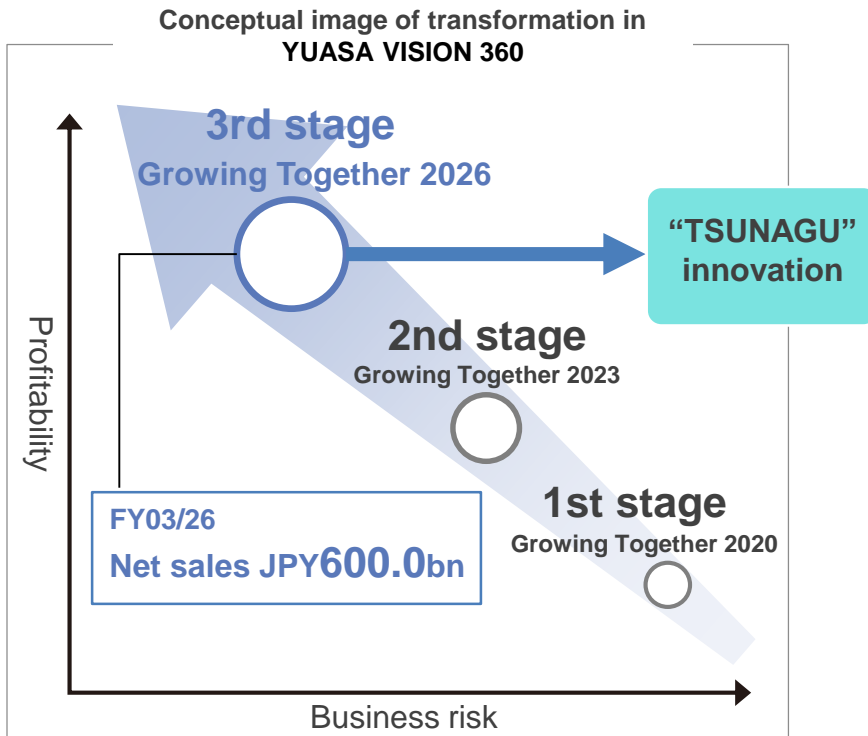 Conceptual image of transformation in
YUASA VISION 360
3rd stage
Growing Together 2026
“TSUNAGU”
innovation
2nd stage
Growing Together 2023
Profitability
1st stage
Growing Together 2020
FY03/26
Net sales JPY600.0bn
Business risk